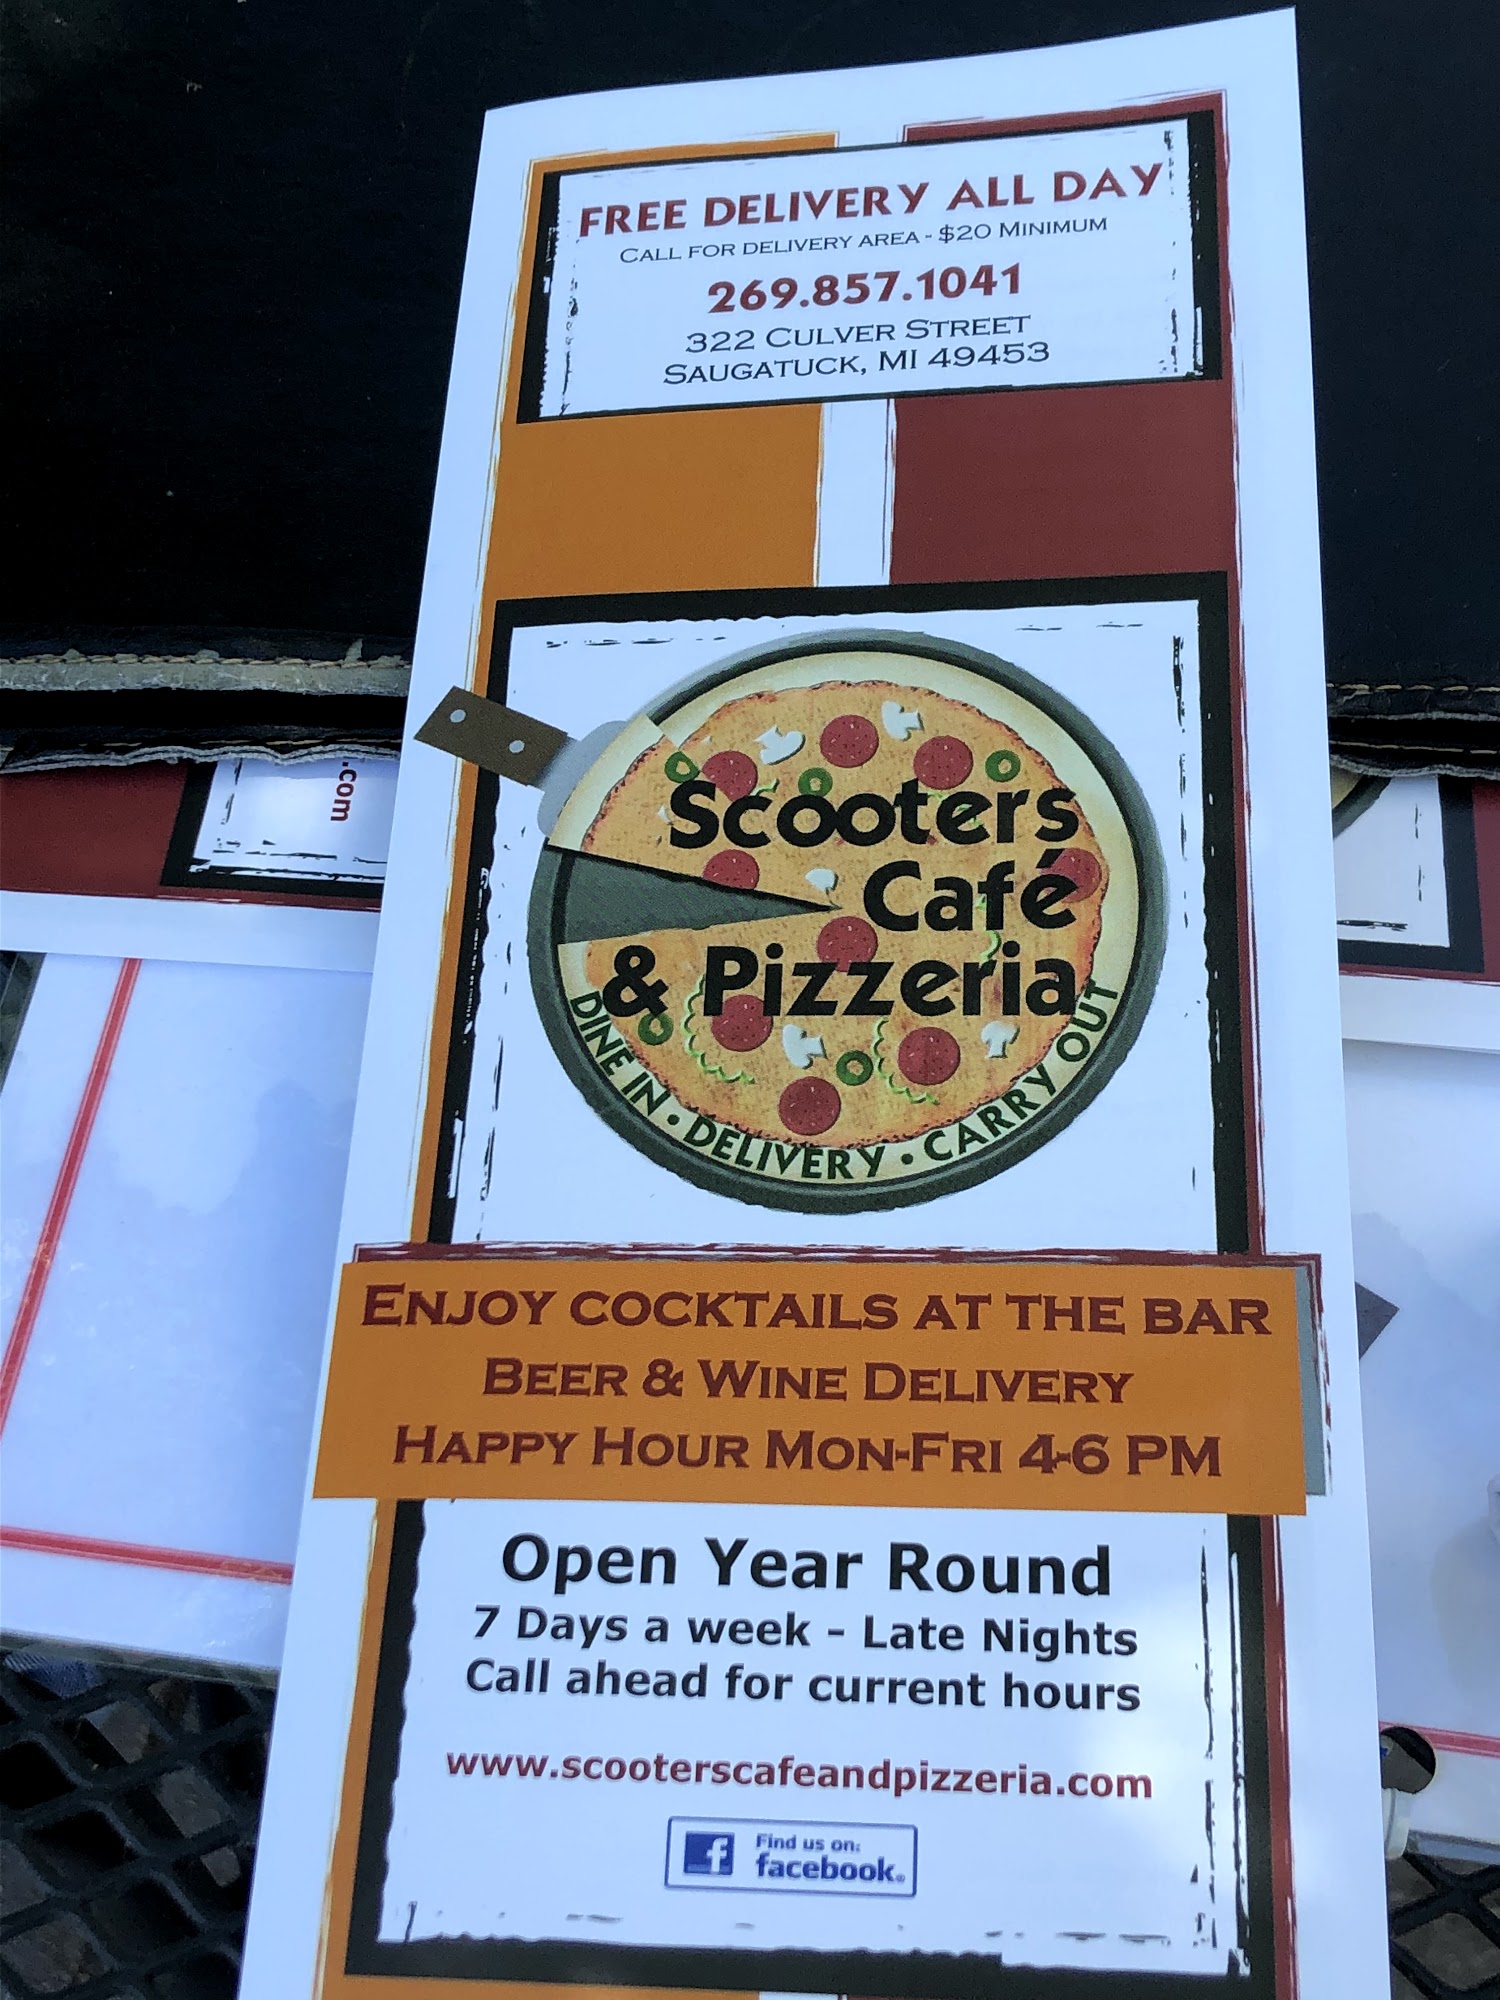 FREE DELIVERY ALL DAY
CALL FOR DELIVERY AREA - $20 MINIMUM
269.857.1041
322 CULVER STREET
SAUGATUCK, MI 49453
Scooters
Café
& Pizzeria
DINE IN • DELIVERY • CARRY OUT
ENJOY COCKTAILS AT THE BAR
BEER & WINE DELIVERY
HAPPY HOUR MON-FRI 4-6 PM
Open Year Round
7 Days a week - Late Nights
Call ahead for current hours
www.scooterscafeandpizzeria.com
f Find us on:
facebook®
.com